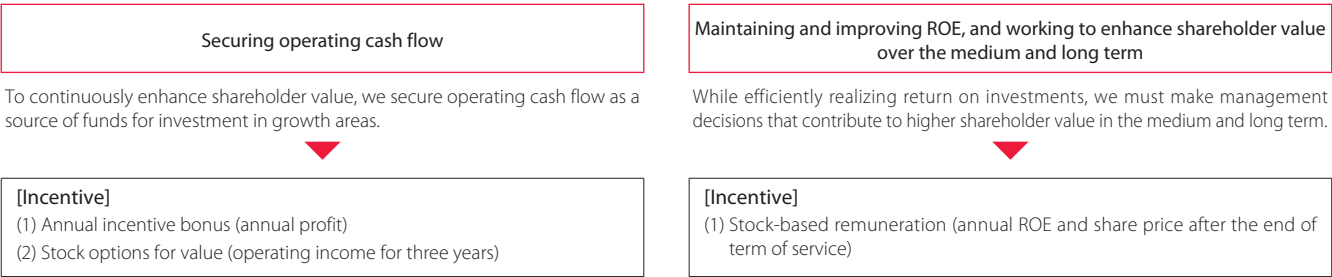 Securing operating cash flow
To continuously enhance shareholder value, we secure operating cash flow as a
source of funds for investment in growth areas.
[Incentive]
(1) Annual incentive bonus (annual profit)
(2) Stock options for value (operating income for three years)
Maintaining and improving ROE, and working to enhance shareholder value
over the medium and long term
While efficiently realizing return on investments, we must make management
decisions that contribute to higher shareholder value in the medium and long term.
[Incentive]
(1) Stock-based remuneration (annual ROE and share price after the end of
term of service)